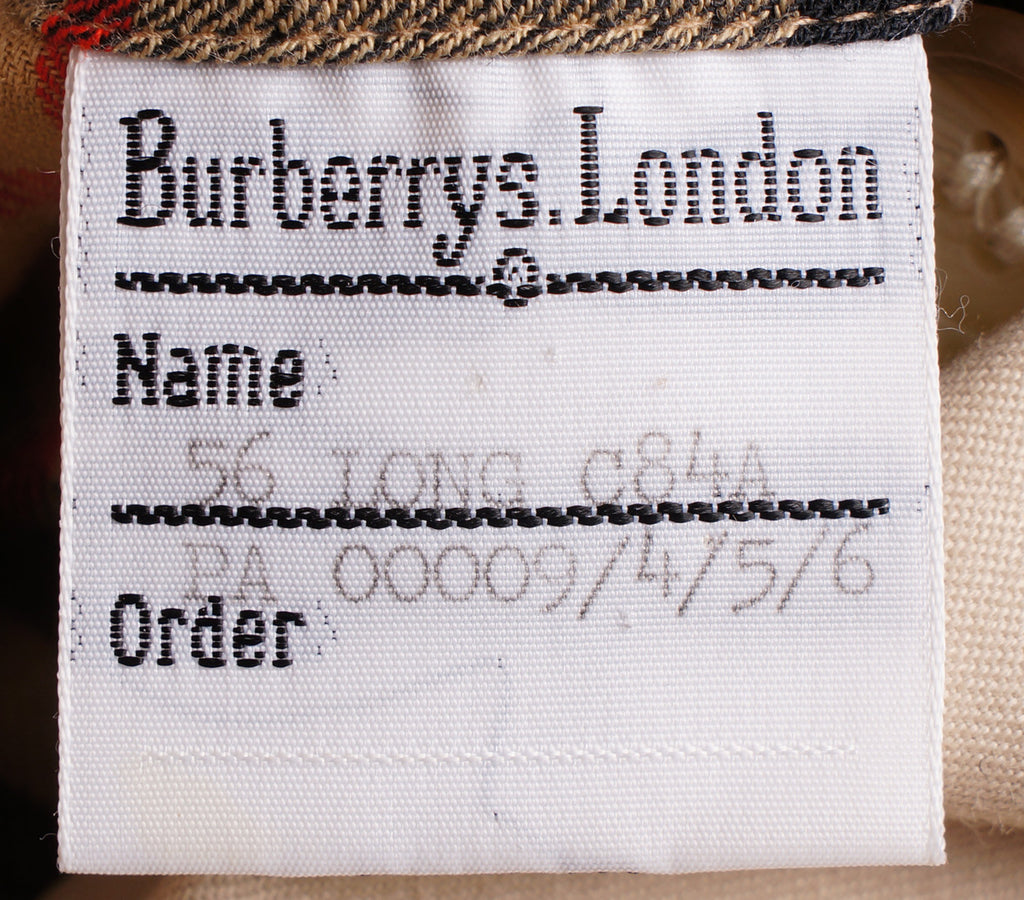 Burberrys. London
Name
56 LONG C84A
PA 00009/4/5/6
Order